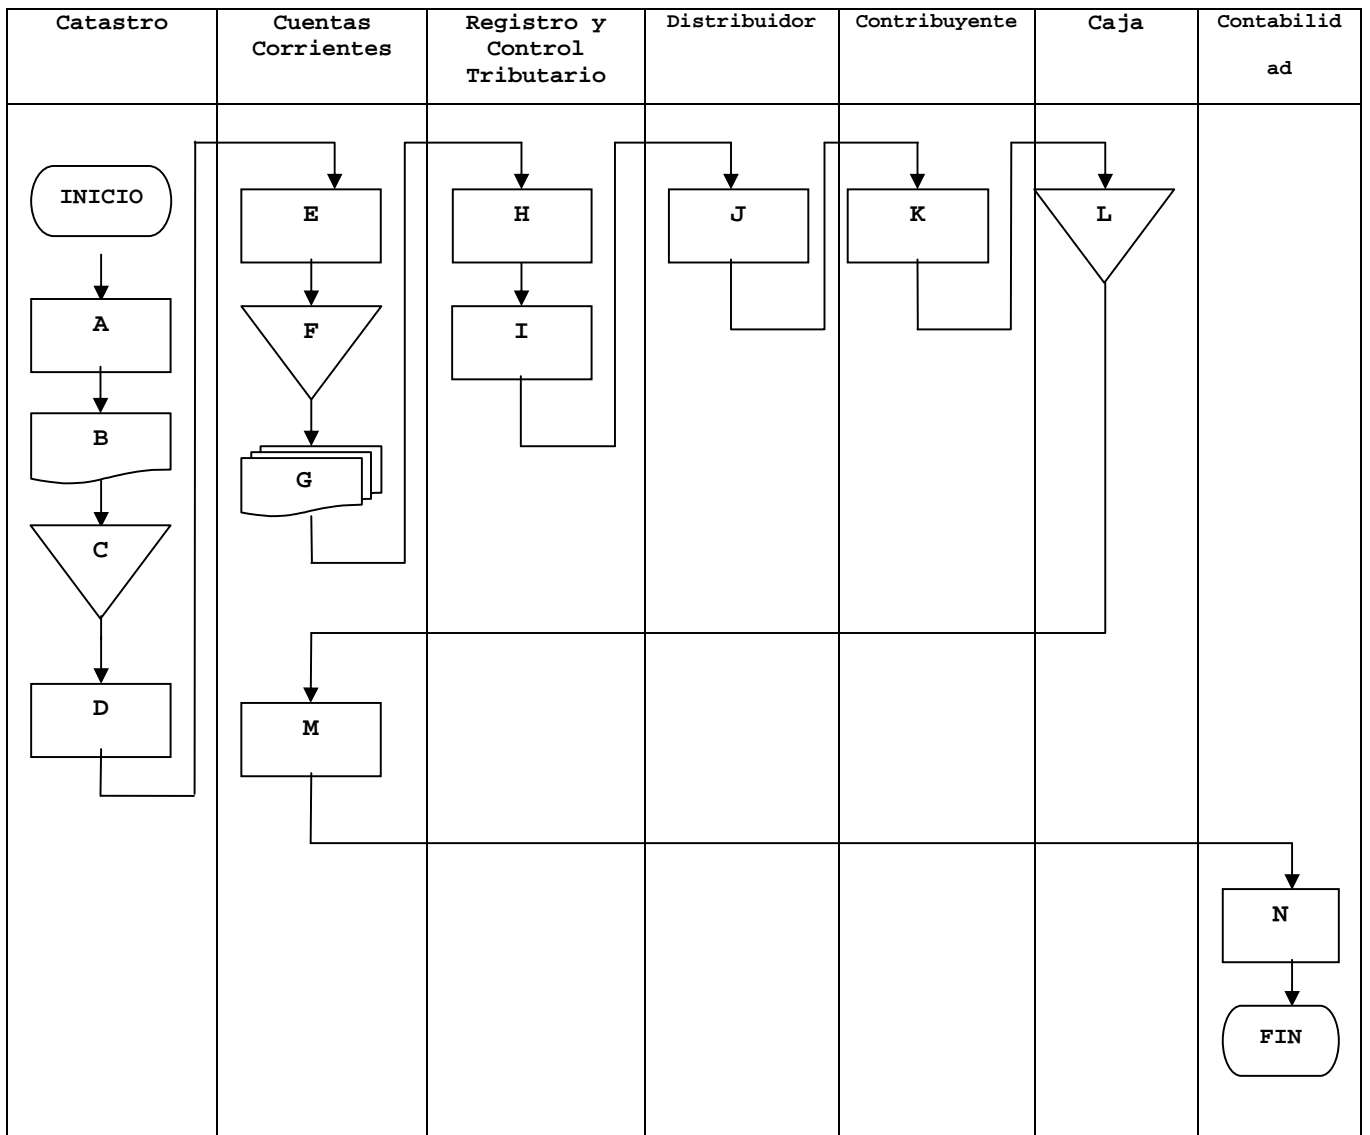 Catastro
Cuentas
Corrientes
Registro y
Control
Tributario
Distribuidor
Contribuyente
Caja
Contabilid
ad
INICIO
A
B
C
D
E
F
G
H
I
J
K
L
M
N
FIN